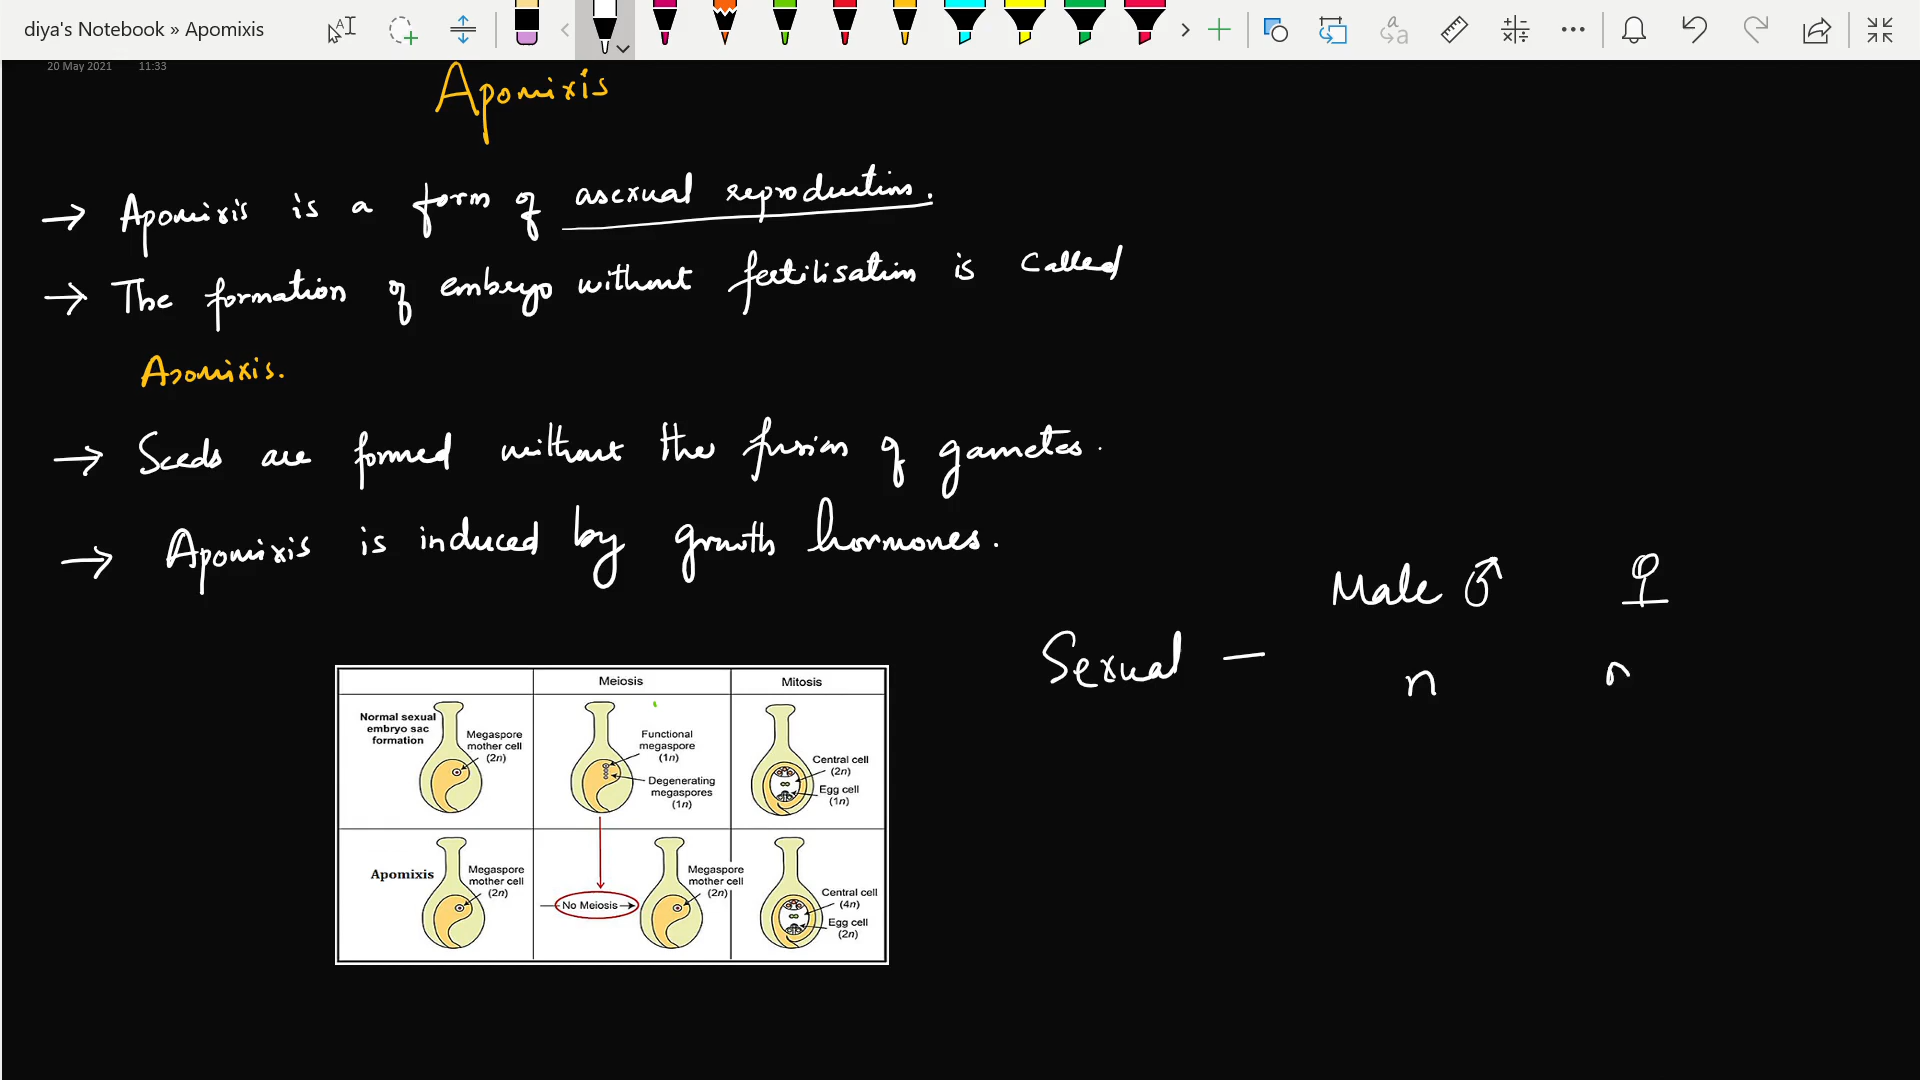 diya's Notebook » Apomixis
20 May 2021 11:33
Apomixis
→ Apomixis is a form of asexual reproduction.
→ The formation of embryo without fertilisation is called
Apomixis.
→ Seeds are formed without the fusion of gametes.
→ Apomixis is induced by growth hormones.
Male ♂ ♀
Sexual — n n
Meiosis Mitosis
Normal sexual
embryo sac
formation
Megaspore
mother cell
(2n)
Functional
megaspore
(1n)
Degenerating
megaspores
(1n)
Central cell
(2n)
Egg cell
(1n)
Apomixis
Megaspore
mother cell
(2n)
No Meiosis
Megaspore
mother cell
(2n)
Central cell
(4n)
Egg cell
(2n)